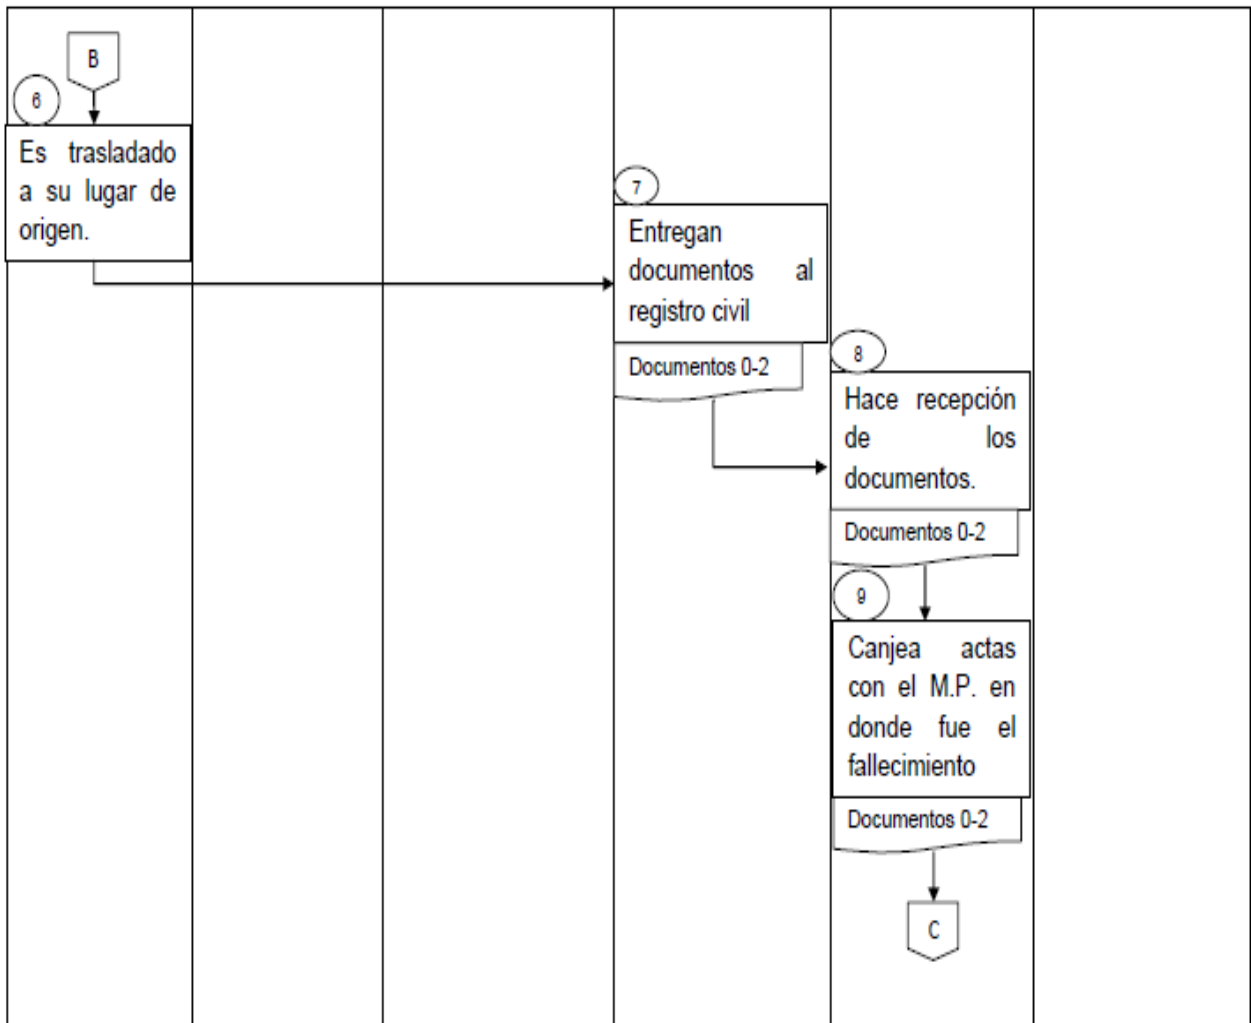 B
6
Es trasladado
a su lugar de
origen.
7
Entregan
documentos al
registro civil
Documentos 0-2
8
Hace recepción
de los
documentos.
Documentos 0-2
9
Canjea actas
con el M.P. en
donde fue el
fallecimiento
Documentos 0-2
C